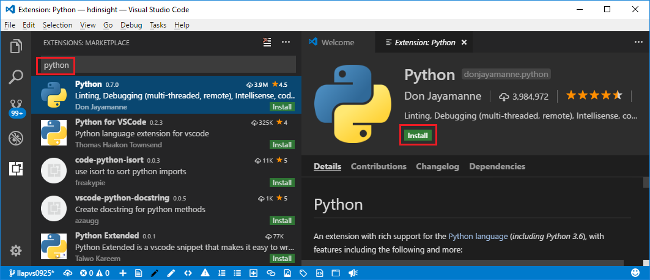 Extension: Python — hdinsight — Visual Studio Code
File Edit Selection View Go Debug Tasks Help
EXTENSIONS: MARKETPLACE
python
Python 0.7.0 3.9M 4.5
Linting, Debugging (multi-threaded, remote), Intellisense, cod...
Don Jayamanne Install
Python for VSCode 0.2.3 325K 4
Python language extension for vscode
Thomas Haakon Townsend Install
code-python-isort 0.0.3 11K 5
use isort to sort python imports
freakypie Install
vscode-python-docstring 0.0.5 1K 5
Create docstring for python methods
azaugg Install
Python Extended 0.0.1 77K
Python Extended is a vscode snippet that makes it easy to wr...
Taiwo Kareem Install
99+
Welcome
Extension: Python
Python donjayamanne.python
Don Jayamanne 3,984,972
Linting, Debugging (multi-threaded, remote), Intellisense, co...
Install
Details Contributions Changelog Dependencies
Python
An extension with rich support for the Python language (including Python 3.6), with
features including the following and more:
llapvs0925* 0 0